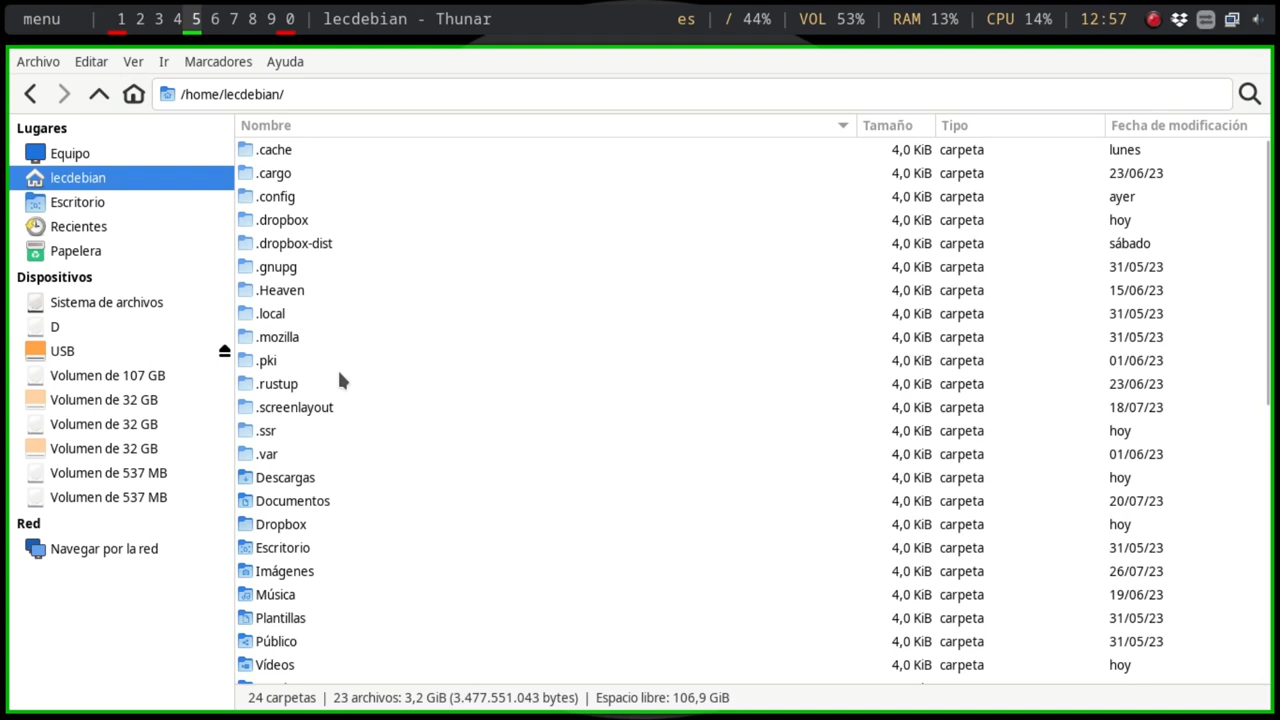 menu 1 2 3 4 5 6 7 8 9 0 | lecdebian - Thunar es | / 44% | VOL 53% | RAM 13% | CPU 14% | 12:57
Archivo Editar Ver Ir Marcadores Ayuda
/home/lecdebian/
Lugares
Equipo
lecdebian
Escritorio
Recientes
Papelera
Dispositivos
Sistema de archivos
D
USB
Volumen de 107 GB
Volumen de 32 GB
Volumen de 32 GB
Volumen de 32 GB
Volumen de 537 MB
Volumen de 537 MB
Red
Navegar por la red
Nombre Tamaño Tipo Fecha de modificación
.cache 4,0 KiB carpeta lunes
.cargo 4,0 KiB carpeta 23/06/23
.config 4,0 KiB carpeta ayer
.dropbox 4,0 KiB carpeta hoy
.dropbox-dist 4,0 KiB carpeta sábado
.gnupg 4,0 KiB carpeta 31/05/23
.Heaven 4,0 KiB carpeta 15/06/23
.local 4,0 KiB carpeta 31/05/23
.mozilla 4,0 KiB carpeta 31/05/23
.pki 4,0 KiB carpeta 01/06/23
.rustup 4,0 KiB carpeta 23/06/23
.screenlayout 4,0 KiB carpeta 18/07/23
.ssr 4,0 KiB carpeta hoy
.var 4,0 KiB carpeta 01/06/23
Descargas 4,0 KiB carpeta hoy
Documentos 4,0 KiB carpeta 20/07/23
Dropbox 4,0 KiB carpeta hoy
Escritorio 4,0 KiB carpeta 31/05/23
Imágenes 4,0 KiB carpeta 26/07/23
Música 4,0 KiB carpeta 19/06/23
Plantillas 4,0 KiB carpeta 31/05/23
Público 4,0 KiB carpeta 31/05/23
Vídeos 4,0 KiB carpeta hoy
24 carpetas | 23 archivos: 3,2 GiB (3.477.551.043 bytes) | Espacio libre: 106,9 GiB